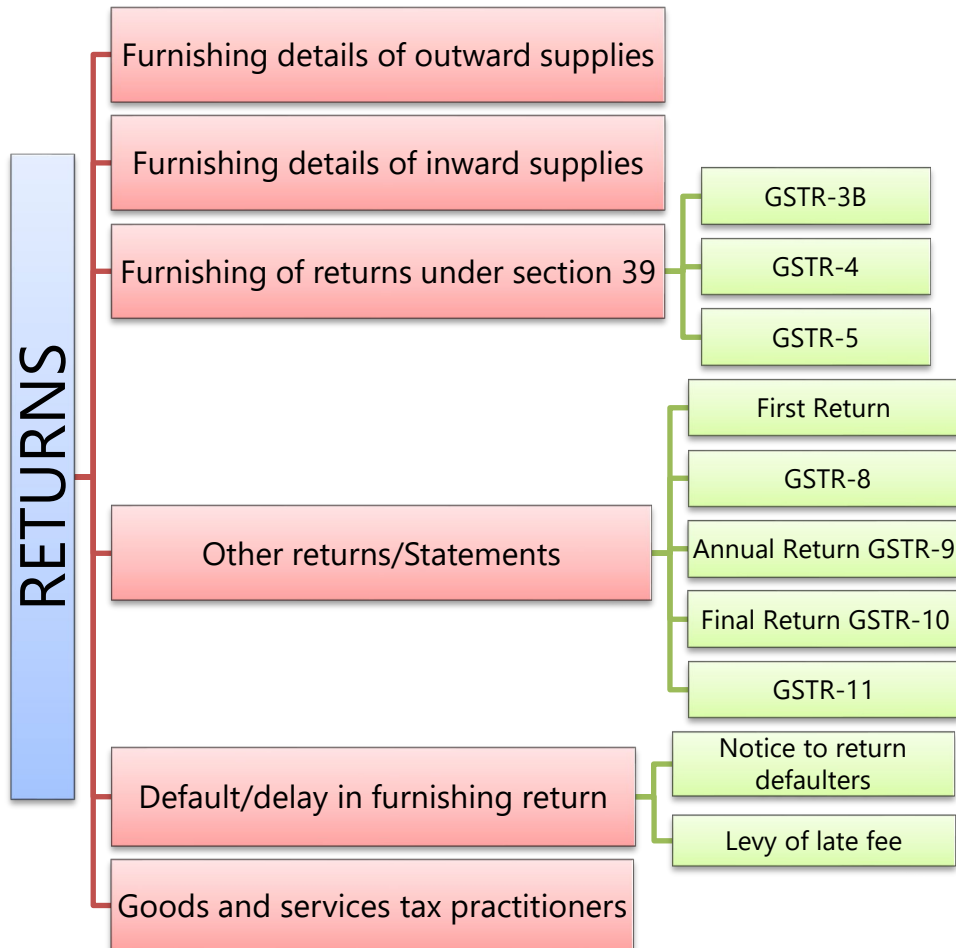 RETURNS
Furnishing details of outward supplies
Furnishing details of inward supplies
Furnishing of returns under section 39
GSTR-3B
GSTR-4
GSTR-5
Other returns/Statements
First Return
GSTR-8
Annual Return GSTR-9
Final Return GSTR-10
GSTR-11
Default/delay in furnishing return
Notice to return
defaulters
Levy of late fee
Goods and services tax practitioners